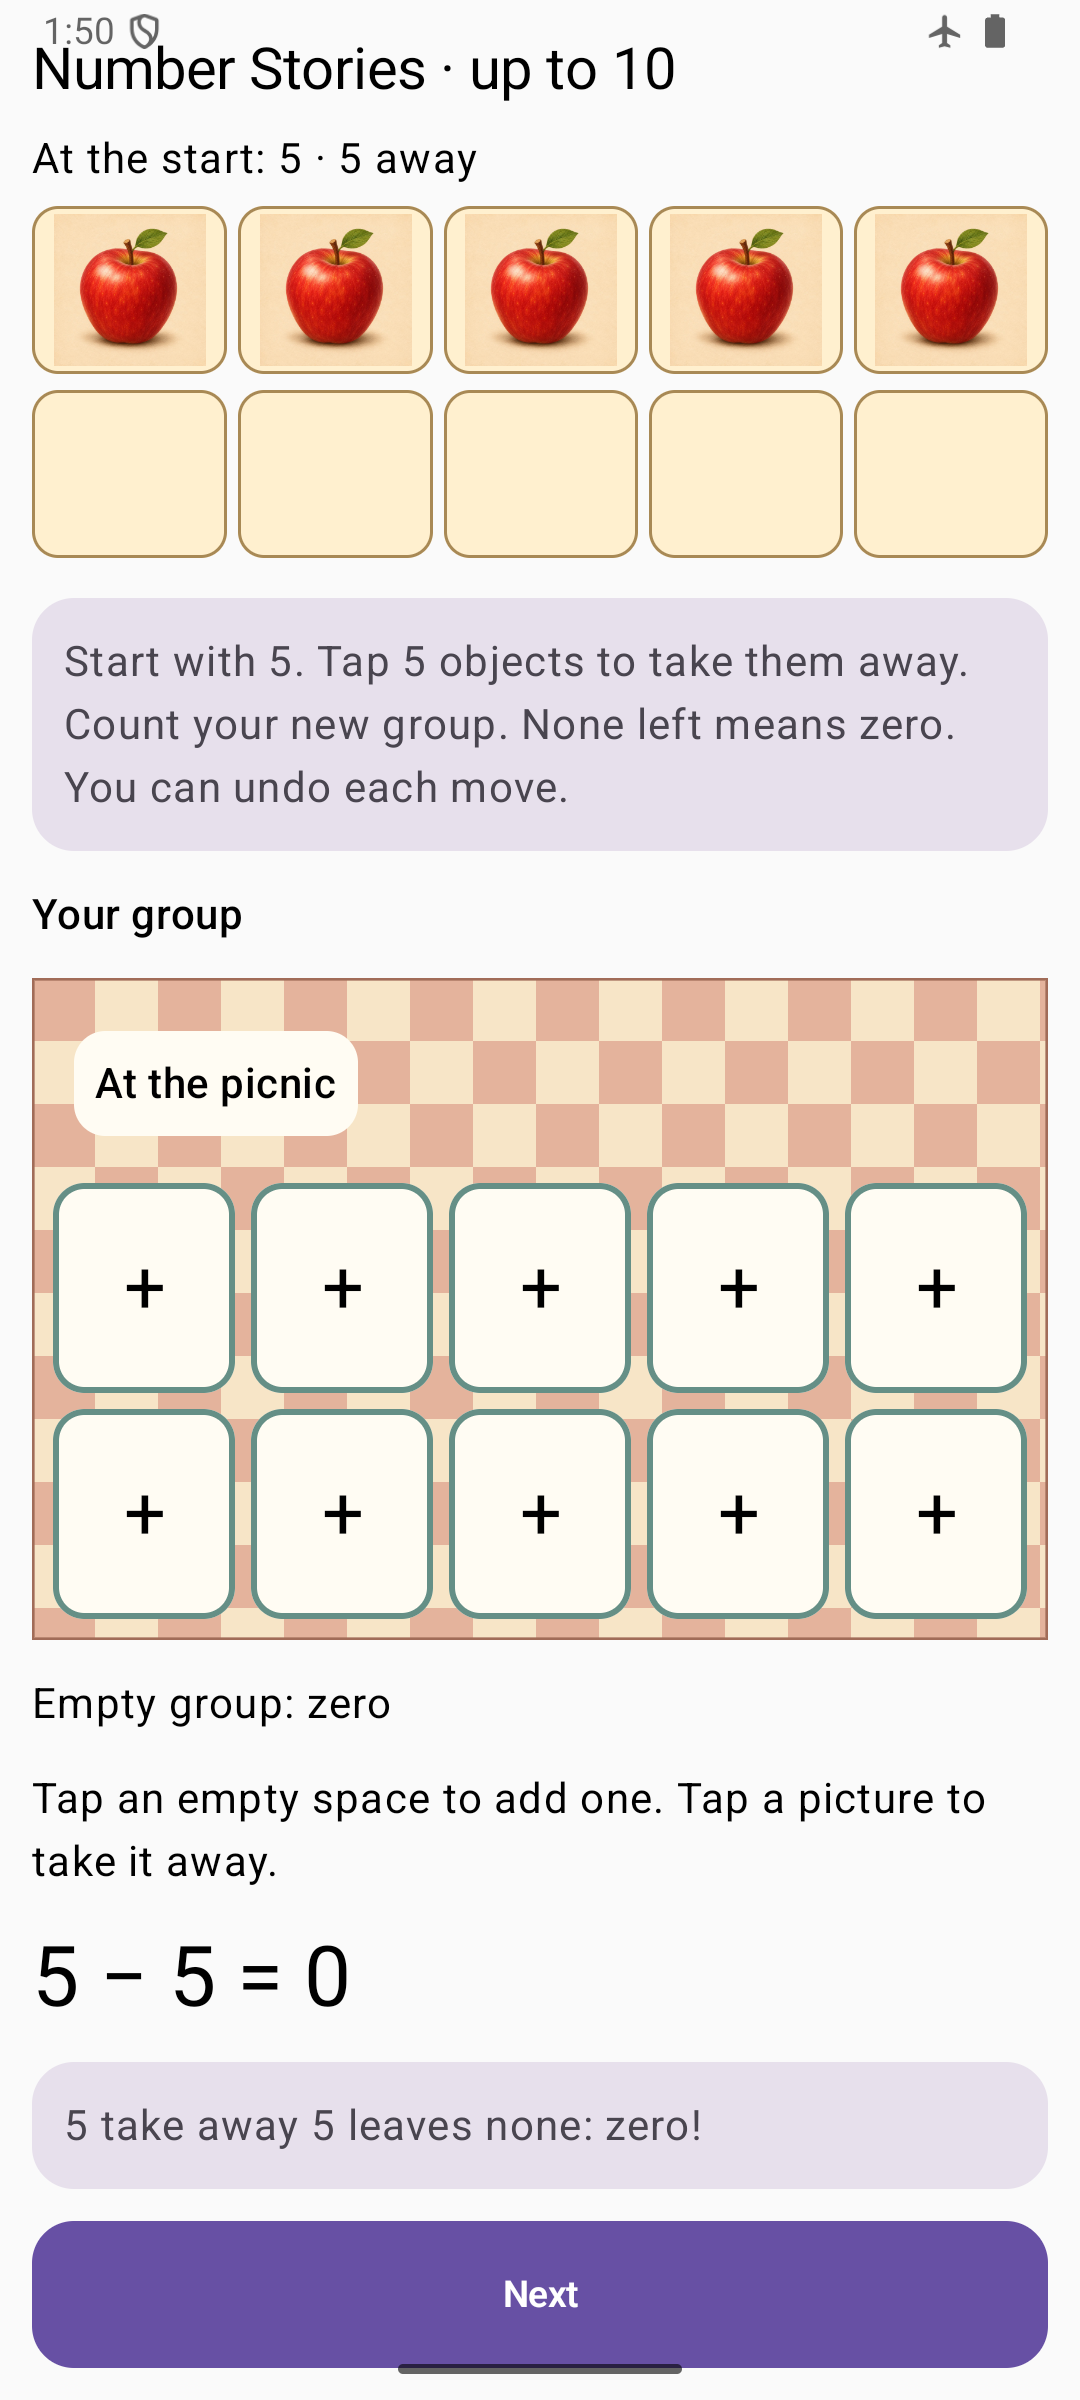 1:50
Number Stories · up to 10
At the start: 5 · 5 away
Start with 5. Tap 5 objects to take them away.
Count your new group. None left means zero.
You can undo each move.
Your group
At the picnic
+ + + + +
+ + + + +
Empty group: zero
Tap an empty space to add one. Tap a picture to
take it away.
5 − 5 = 0
5 take away 5 leaves none: zero!
Next